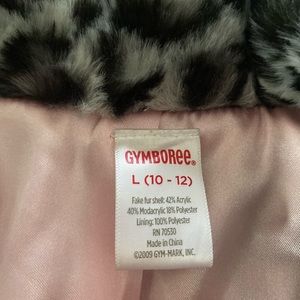 GYMBOREE®
L (10 - 12)
Fake fur shell: 42% Acrylic
40% Modacrylic 18% Polyester
Lining: 100% Polyester
RN 70530
Made in China
©2009 GYM-MARK, INC.